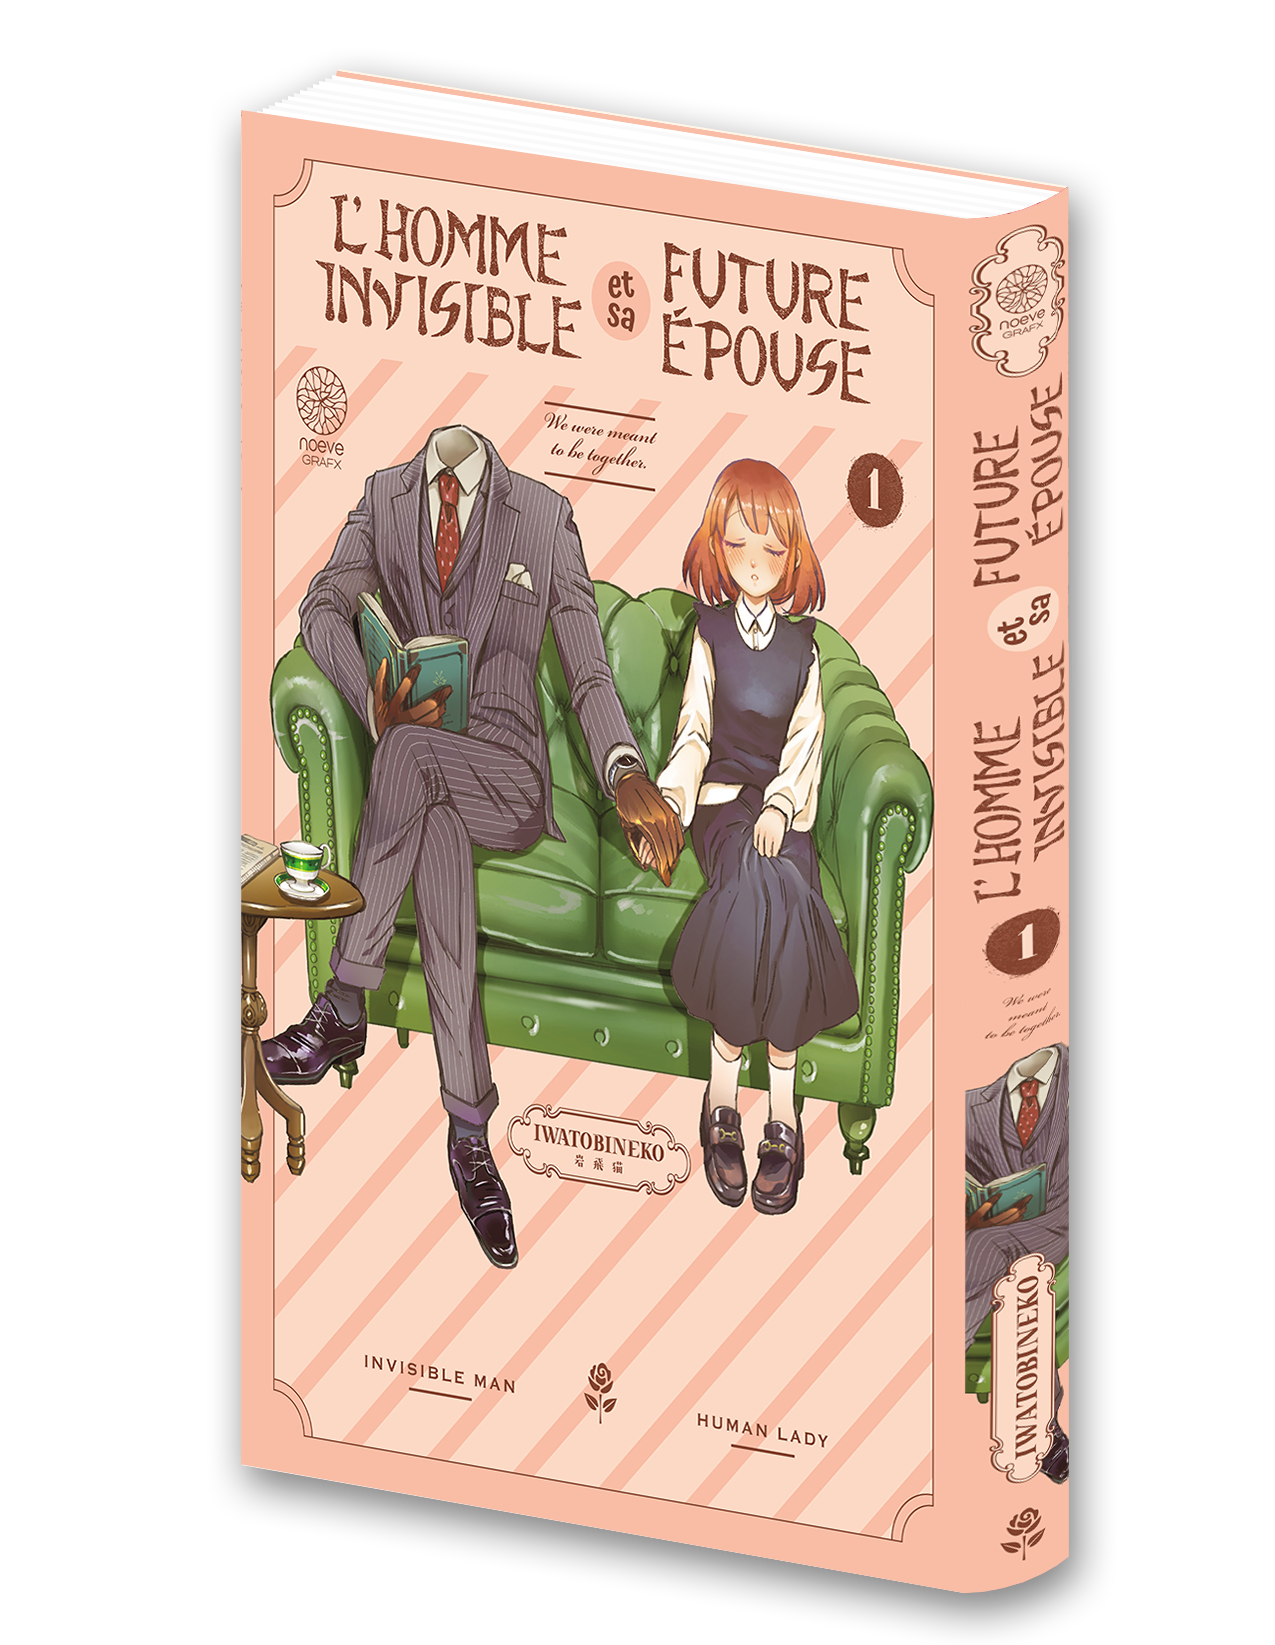 L'HOMME
INVISIBLE
et
sa
FUTURE
ÉPOUSE
noeve
GRAFX
We were meant
to be together.
1
IWATOBINEKO
岩飛猫
INVISIBLE MAN
HUMAN LADY
noeve
GRAFX
L'HOMME
INVISIBLE
et
sa
FUTURE
ÉPOUSE
1
We were
meant
to be together.
IWATOBINEKO